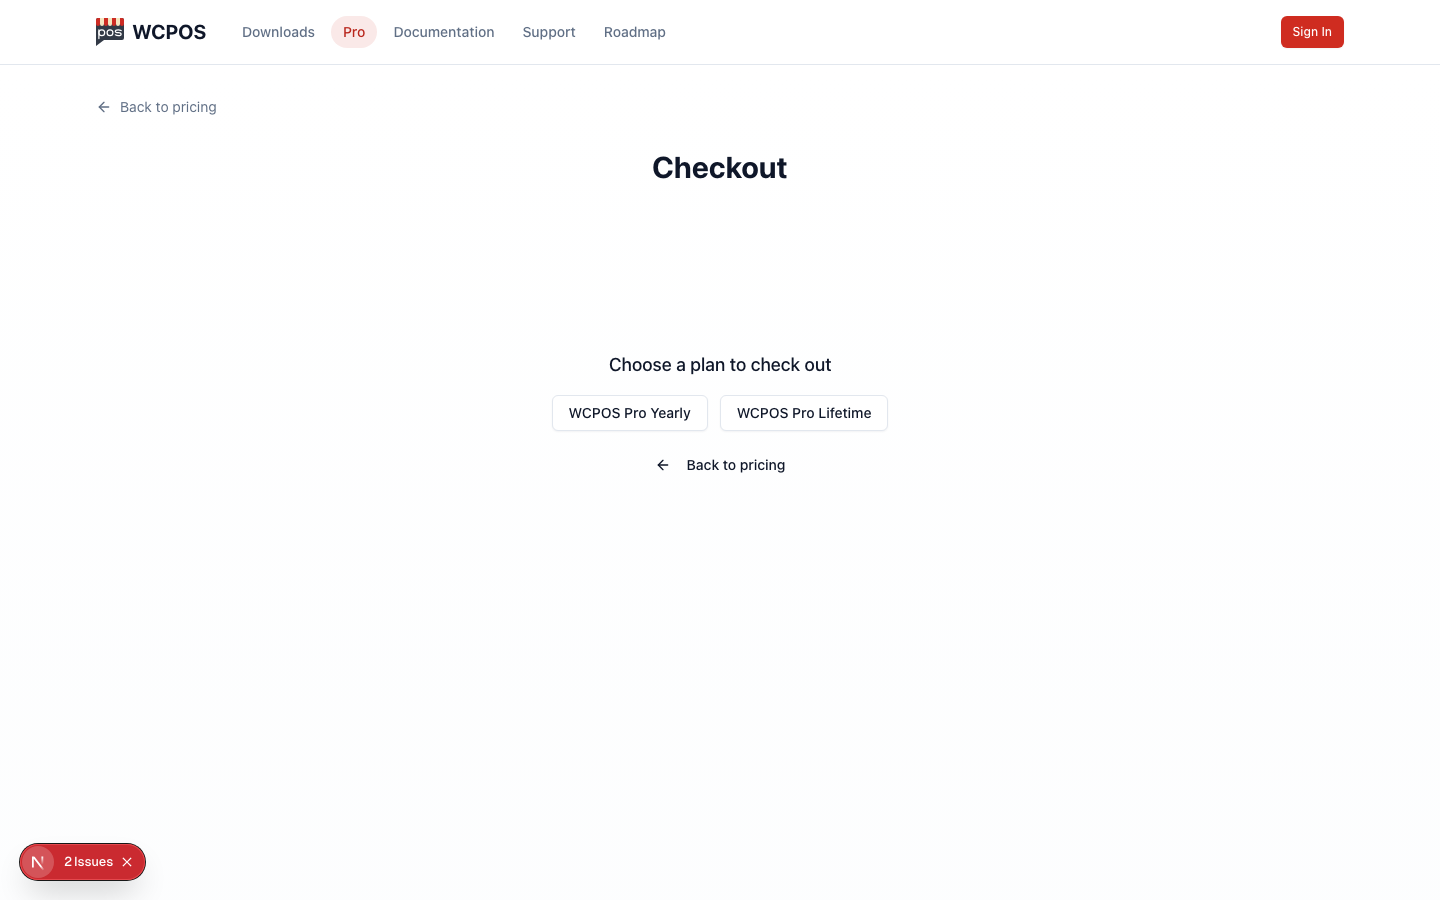 pos WCPOS Downloads Pro Documentation Support Roadmap Sign In
Back to pricing
Checkout
Choose a plan to check out
WCPOS Pro Yearly WCPOS Pro Lifetime
Back to pricing
N 2 Issues